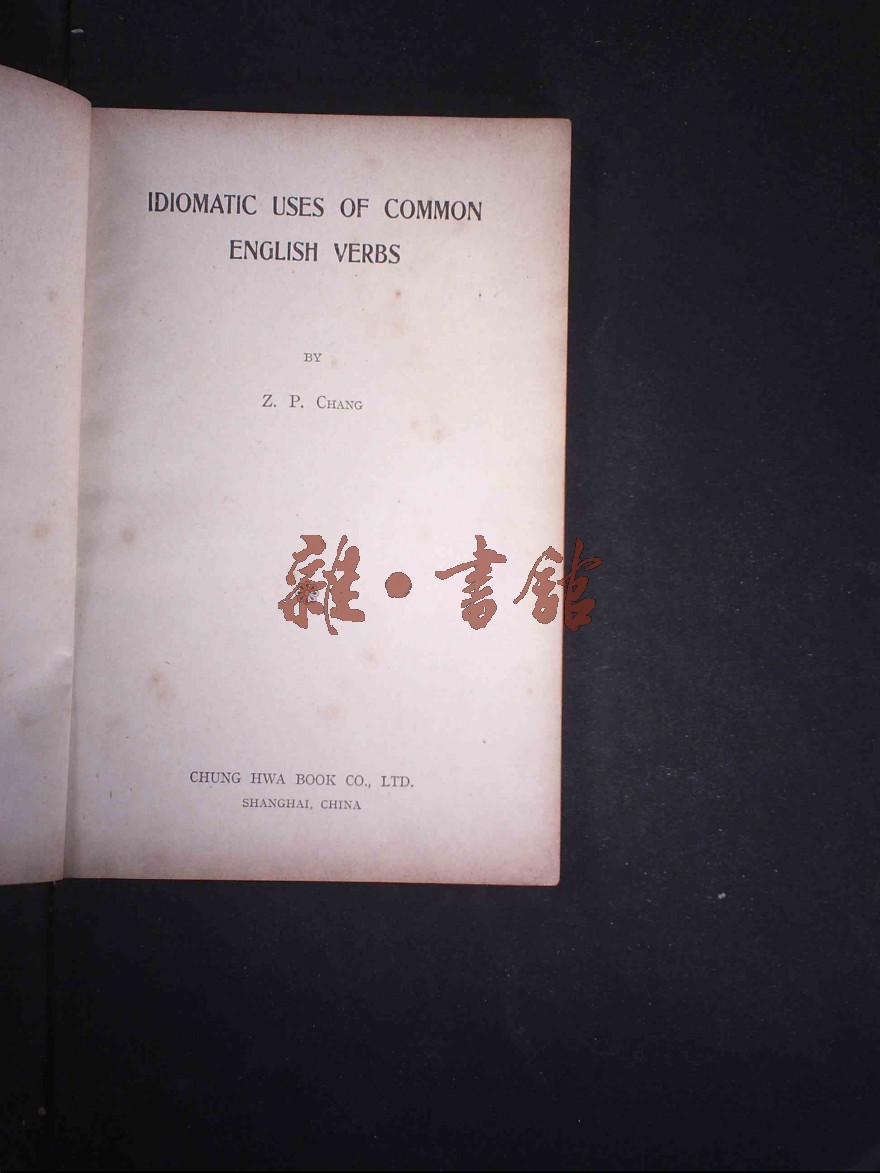 IDIOMATIC USES OF COMMON
ENGLISH VERBS
BY
Z. P. CHANG
雜·書館
CHUNG HWA BOOK CO., LTD.
SHANGHAI, CHINA